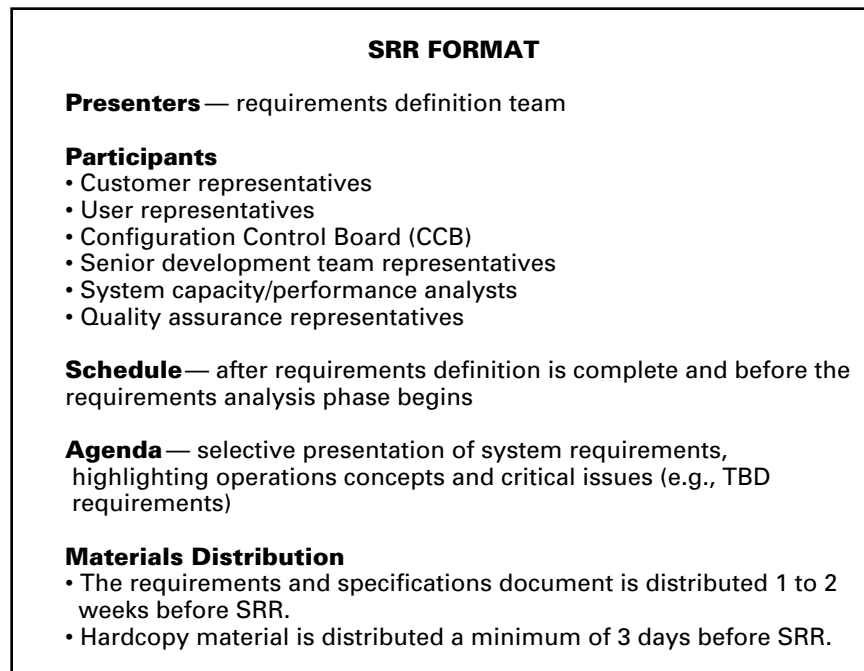 SRR FORMAT
Presenters — requirements definition team
Participants
• Customer representatives
• User representatives
• Configuration Control Board (CCB)
• Senior development team representatives
• System capacity/performance analysts
• Quality assurance representatives
Schedule — after requirements definition is complete and before the
requirements analysis phase begins
Agenda — selective presentation of system requirements,
highlighting operations concepts and critical issues (e.g., TBD
requirements)
Materials Distribution
• The requirements and specifications document is distributed 1 to 2
weeks before SRR.
• Hardcopy material is distributed a minimum of 3 days before SRR.